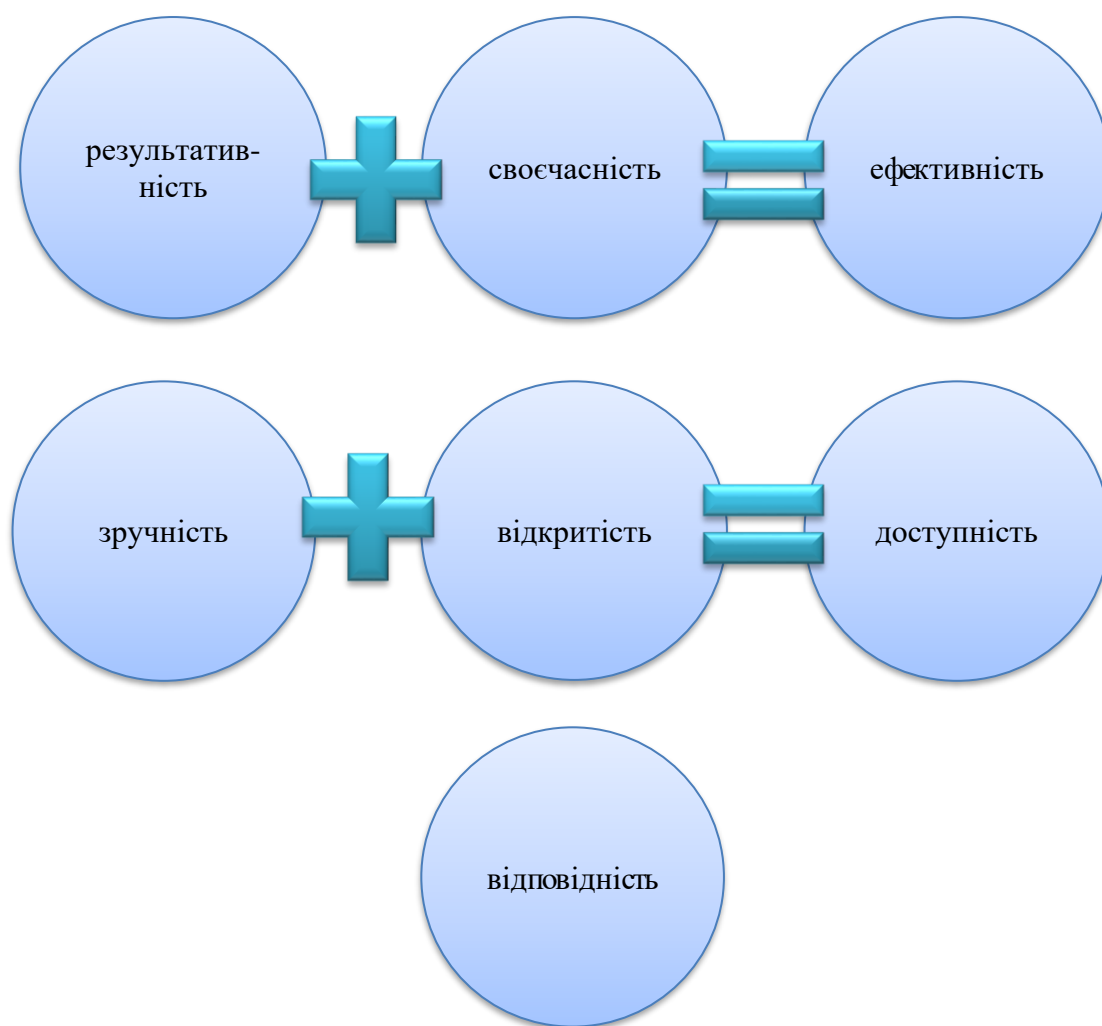 результатив-
ність
своєчасність
ефективність
зручність
відкритість
доступність
відповідність